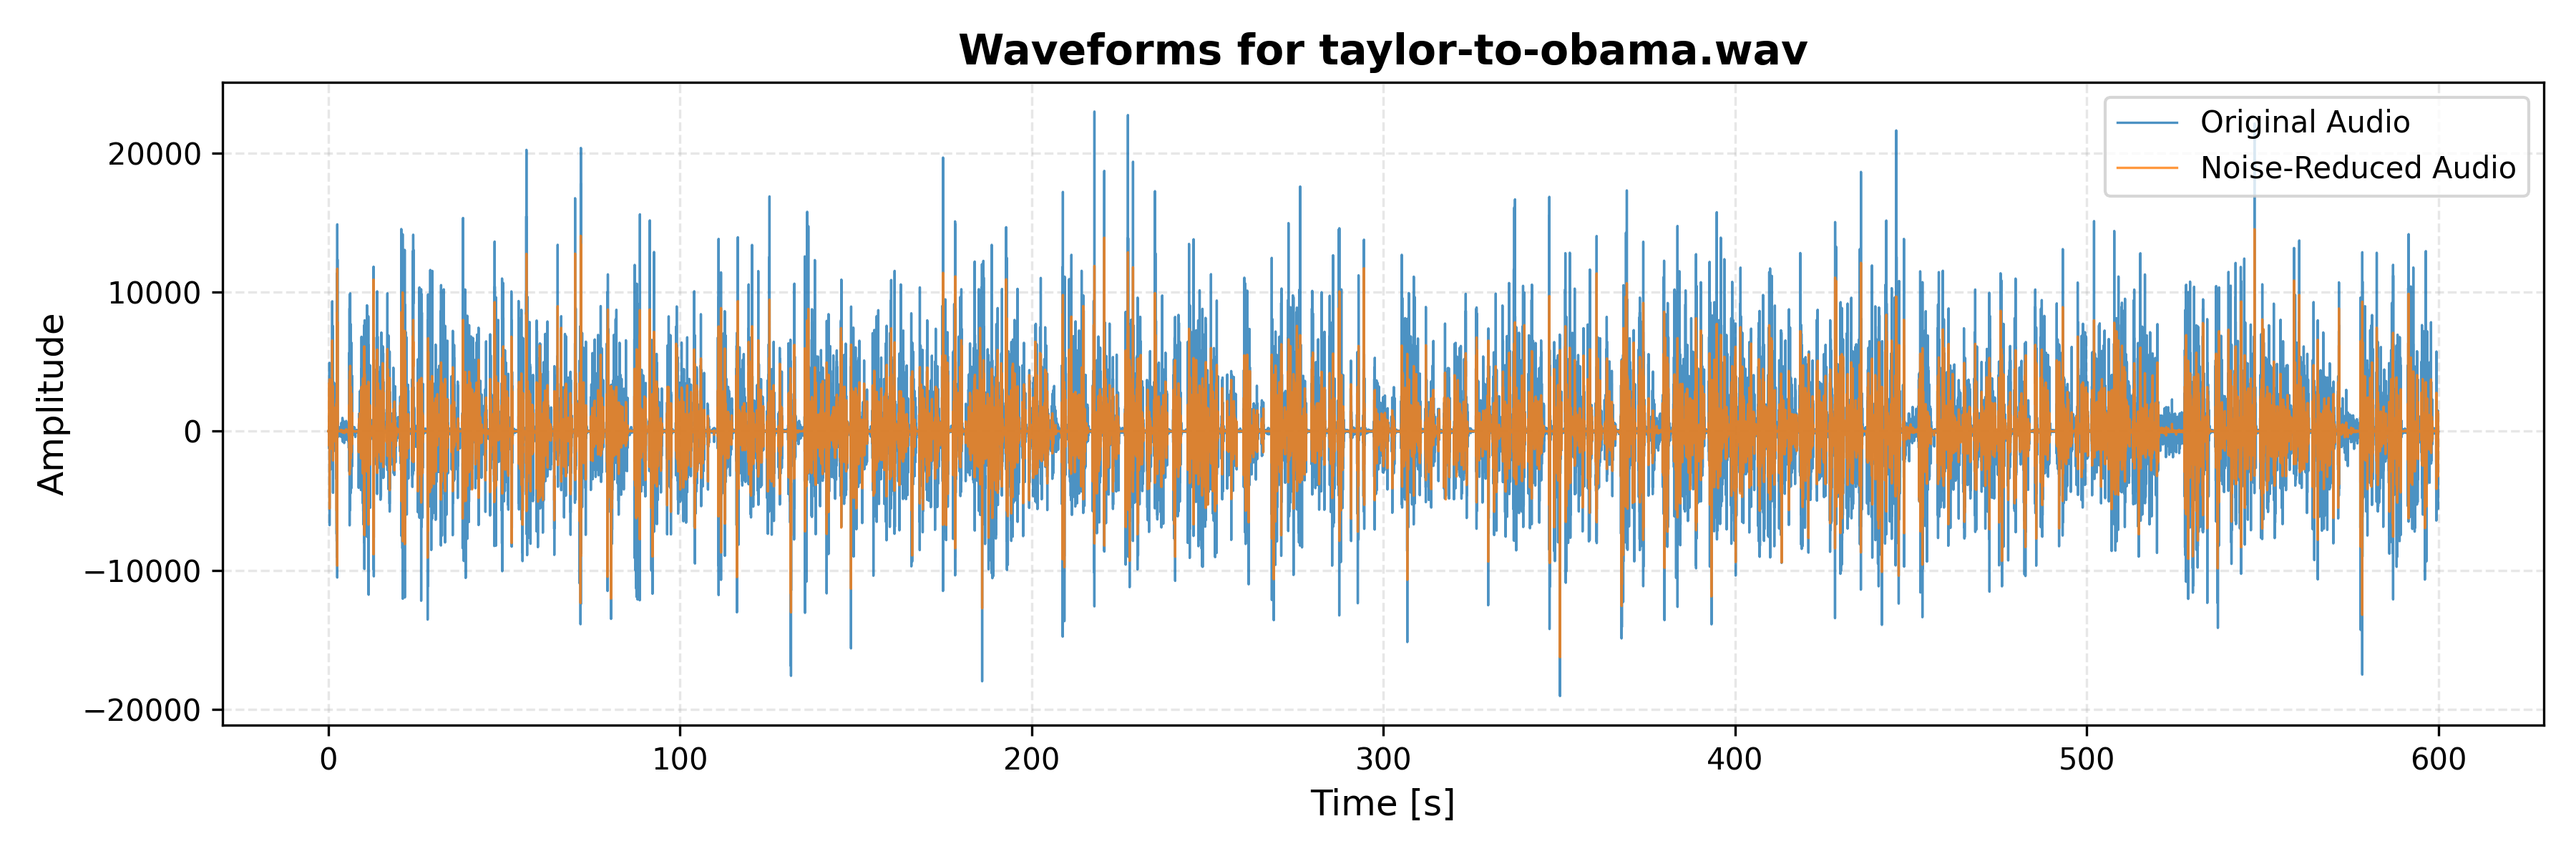 Waveforms for taylor-to-obama.wav
Original Audio
Noise-Reduced Audio
20000
10000
0
−10000
−20000
Amplitude
0 100 200 300 400 500 600
Time [s]